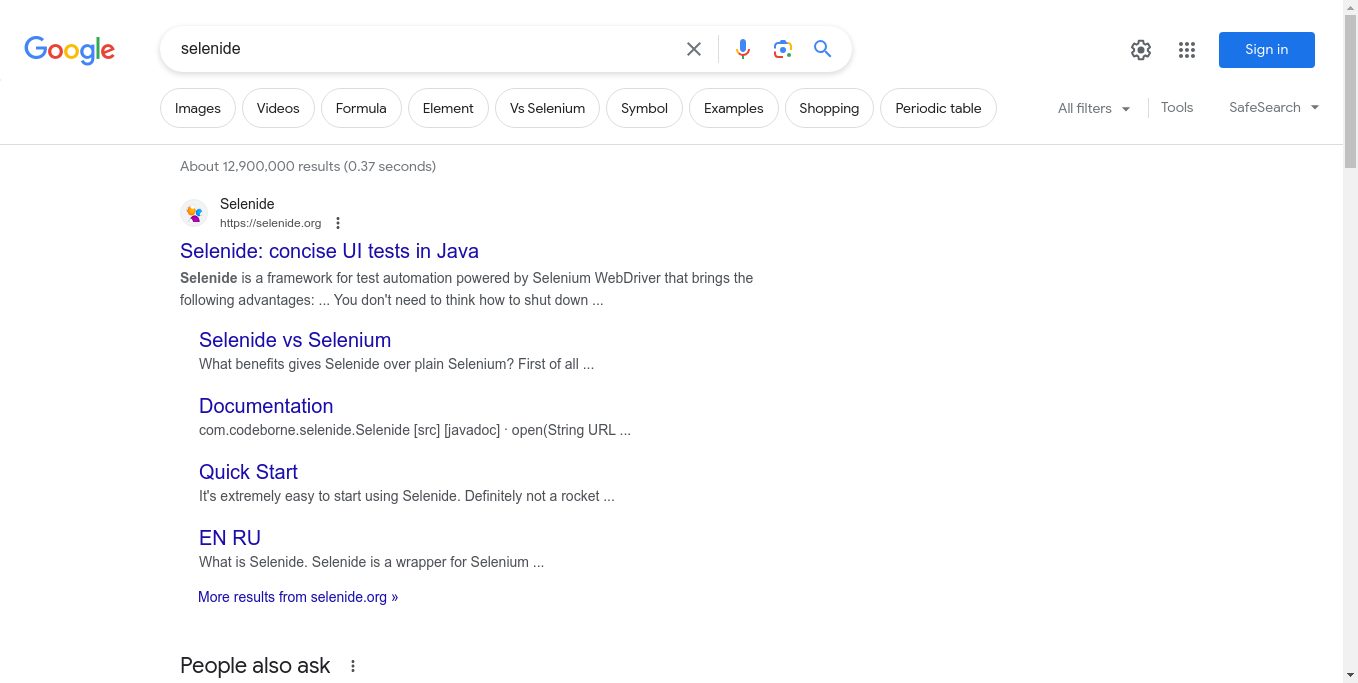 Google
selenide
Sign in
Images Videos Formula Element Vs Selenium Symbol Examples Shopping Periodic table All filters Tools SafeSearch
About 12,900,000 results (0.37 seconds)
Selenide
https://selenide.org
Selenide: concise UI tests in Java
Selenide is a framework for test automation powered by Selenium WebDriver that brings the
following advantages: ... You don't need to think how to shut down ...
Selenide vs Selenium
What benefits gives Selenide over plain Selenium? First of all ...
Documentation
com.codeborne.selenide.Selenide [src] [javadoc] · open(String URL ...
Quick Start
It's extremely easy to start using Selenide. Definitely not a rocket ...
EN RU
What is Selenide. Selenide is a wrapper for Selenium ...
More results from selenide.org »
People also ask